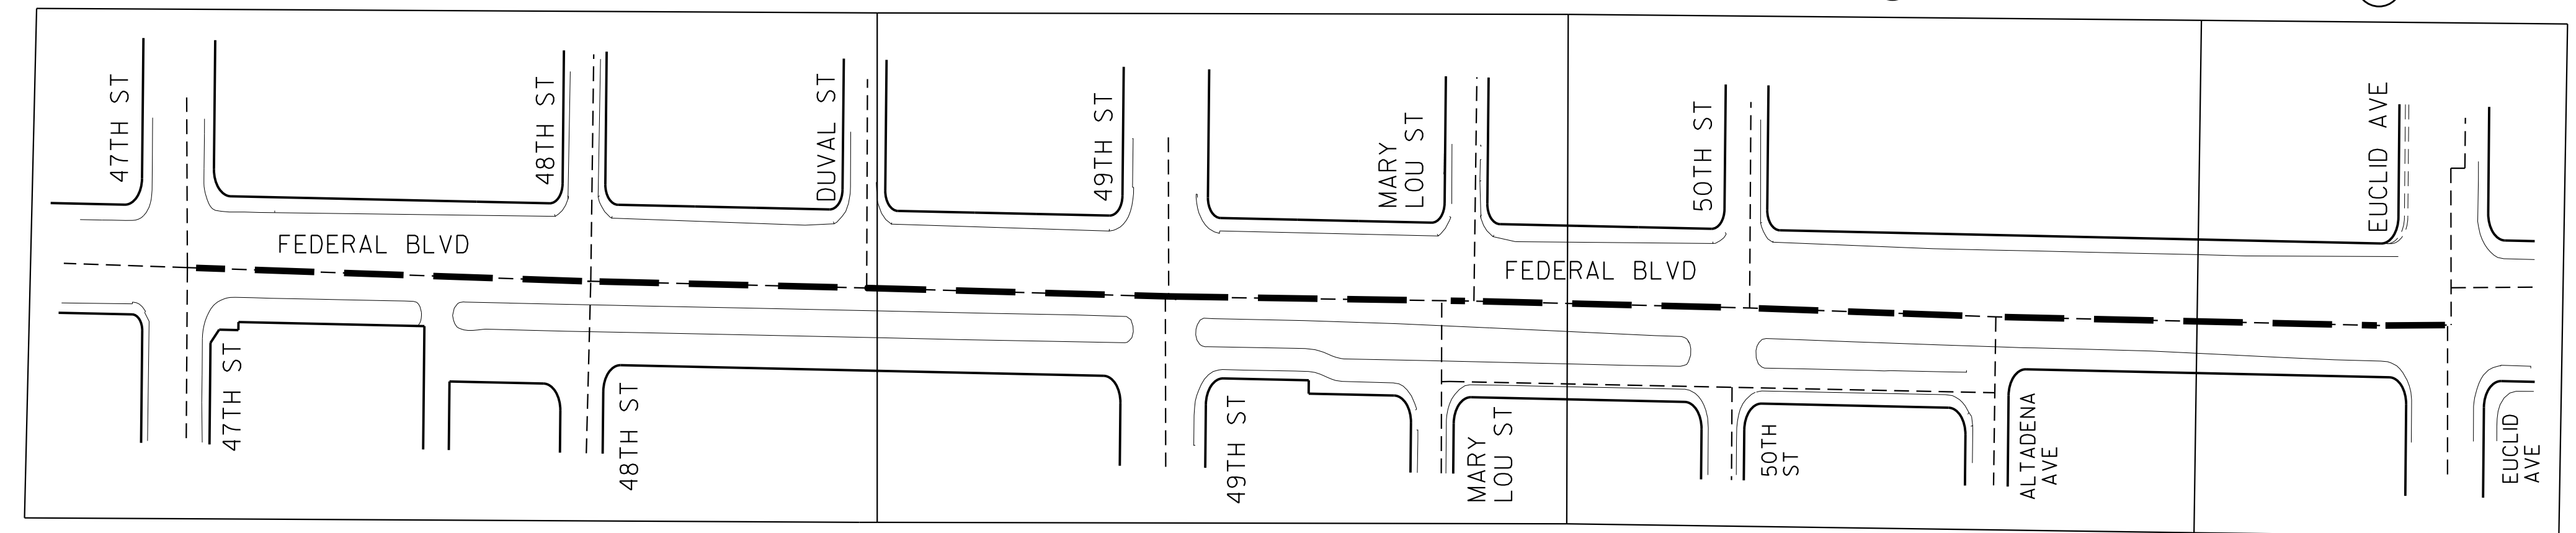 47TH ST
48TH ST
DUVAL ST
49TH ST
MARY
LOU ST
50TH ST
EUCLID AVE
FEDERAL BLVD
FEDERAL BLVD
47TH ST
48TH ST
49TH ST
MARY
LOU ST
50TH
ST
ALTADENA
AVE
EUCLID
AVE